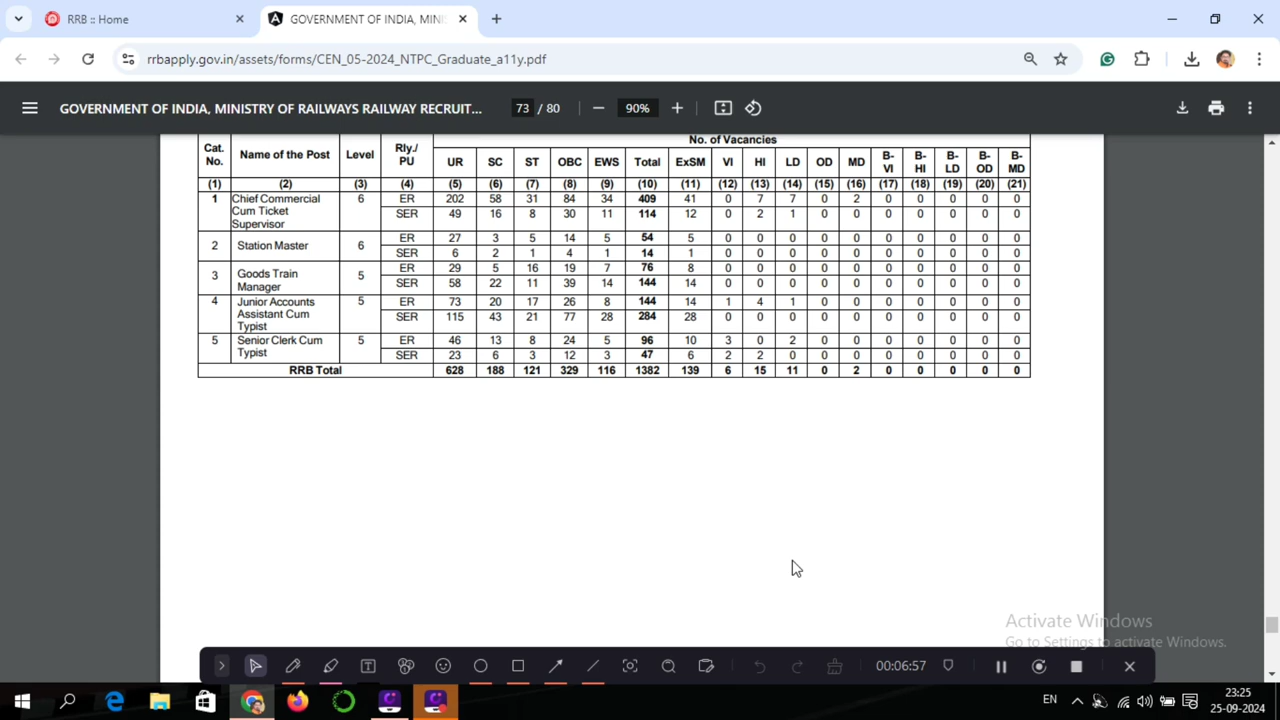 RRB :: Home
GOVERNMENT OF INDIA, MINI
rrbapply.gov.in/assets/forms/CEN_05-2024_NTPC_Graduate_a11y.pdf
GOVERNMENT OF INDIA, MINISTRY OF RAILWAYS RAILWAY RECRUIT... 73 / 80 90%
No. of Vacancies
Cat. No. Name of the Post Level Rly./ PU UR SC ST OBC EWS Total ExSM VI HI LD OD MD B-VI B-HI B-LD B-OD B-MD
(1) (2) (3) (4) (5) (6) (7) (8) (9) (10) (11) (12) (13) (14) (15) (16) (17) (18) (19) (20) (21)
1 Chief Commercial Cum Ticket Supervisor 6 ER 202 58 31 84 34 409 41 0 7 7 0 2 0 0 0 0 0
SER 49 16 8 30 11 114 12 0 2 1 0 0 0 0 0 0 0
2 Station Master 6 ER 27 3 5 14 5 54 5 0 0 0 0 0 0 0 0 0 0
SER 6 2 1 4 1 14 1 0 0 0 0 0 0 0 0 0 0
3 Goods Train Manager 5 ER 29 5 16 19 7 76 8 0 0 0 0 0 0 0 0 0 0
SER 58 22 11 39 14 144 14 0 0 0 0 0 0 0 0 0 0
4 Junior Accounts Assistant Cum Typist 5 ER 73 20 17 26 8 144 14 1 4 1 0 0 0 0 0 0 0
SER 115 43 21 77 28 284 28 0 0 0 0 0 0 0 0 0 0
5 Senior Clerk Cum Typist 5 ER 46 13 8 24 5 96 10 3 0 2 0 0 0 0 0 0 0
SER 23 6 3 12 3 47 6 2 2 0 0 0 0 0 0 0 0
RRB Total 628 188 121 329 116 1382 139 6 15 11 0 2 0 0 0 0 0
Activate Windows
Go to Settings to activate Windows.
00:06:57
EN 23:25
25-09-2024